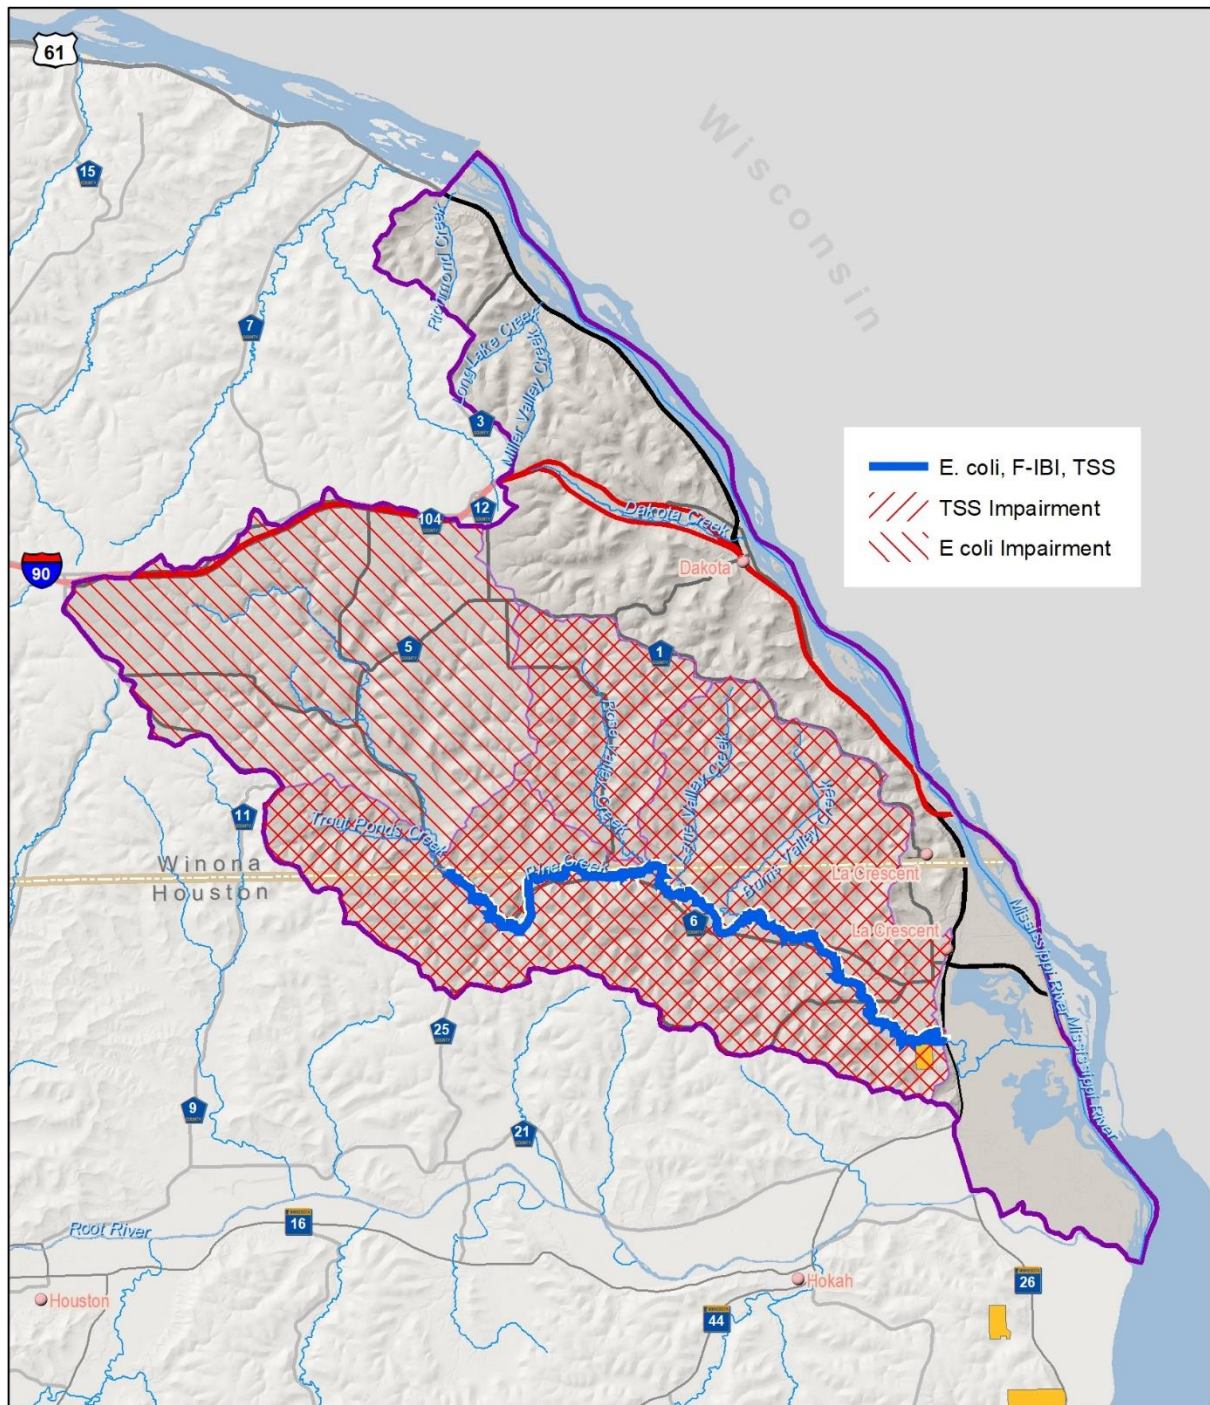 61
Wisconsin
15
Richmond Creek
7
Long Lake Creek
Miller Valley Creek
3
COUNTY
E. coli, F-IBI, TSS
TSS Impairment
E coli Impairment
12
104
Dakota Creek
90
Dakota
5
1
Rose Valley Creek
Lane Valley Creek
Burns Valley Creek
11
Trout Ponds Creek
Winona
Houston
Pine Creek
La Crescent
6
La Crescent
Mississippi River
Mississippi River
25
9
21
Root River
16
Houston
Hokah
26
44